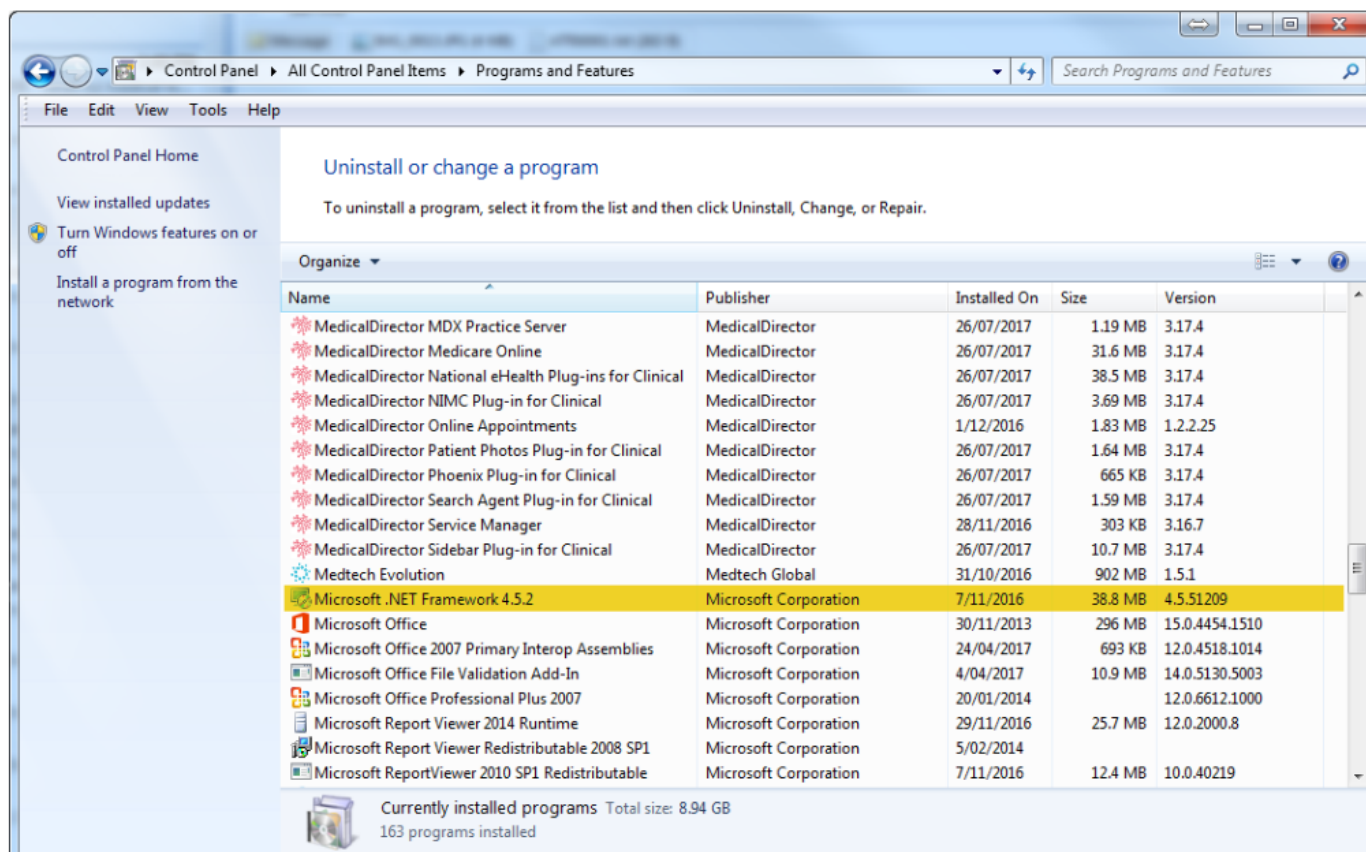 Control Panel ▸ All Control Panel Items ▸ Programs and Features
Search Programs and Features
File Edit View Tools Help
Control Panel Home
View installed updates
Turn Windows features on or
off
Install a program from the
network
Uninstall or change a program
To uninstall a program, select it from the list and then click Uninstall, Change, or Repair.
Organize
Name Publisher Installed On Size Version
MedicalDirector MDX Practice Server MedicalDirector 26/07/2017 1.19 MB 3.17.4
MedicalDirector Medicare Online MedicalDirector 26/07/2017 31.6 MB 3.17.4
MedicalDirector National eHealth Plug-ins for Clinical MedicalDirector 26/07/2017 38.5 MB 3.17.4
MedicalDirector NIMC Plug-in for Clinical MedicalDirector 26/07/2017 3.69 MB 3.17.4
MedicalDirector Online Appointments MedicalDirector 1/12/2016 1.83 MB 1.2.2.25
MedicalDirector Patient Photos Plug-in for Clinical MedicalDirector 26/07/2017 1.64 MB 3.17.4
MedicalDirector Phoenix Plug-in for Clinical MedicalDirector 26/07/2017 665 KB 3.17.4
MedicalDirector Search Agent Plug-in for Clinical MedicalDirector 26/07/2017 1.59 MB 3.17.4
MedicalDirector Service Manager MedicalDirector 28/11/2016 303 KB 3.16.7
MedicalDirector Sidebar Plug-in for Clinical MedicalDirector 26/07/2017 10.7 MB 3.17.4
Medtech Evolution Medtech Global 31/10/2016 902 MB 1.5.1
Microsoft .NET Framework 4.5.2 Microsoft Corporation 7/11/2016 38.8 MB 4.5.51209
Microsoft Office Microsoft Corporation 30/11/2013 296 MB 15.0.4454.1510
Microsoft Office 2007 Primary Interop Assemblies Microsoft Corporation 24/04/2017 693 KB 12.0.4518.1014
Microsoft Office File Validation Add-In Microsoft Corporation 4/04/2017 10.9 MB 14.0.5130.5003
Microsoft Office Professional Plus 2007 Microsoft Corporation 20/01/2014 12.0.6612.1000
Microsoft Report Viewer 2014 Runtime Microsoft Corporation 29/11/2016 25.7 MB 12.0.2000.8
Microsoft Report Viewer Redistributable 2008 SP1 Microsoft Corporation 5/02/2014
Microsoft ReportViewer 2010 SP1 Redistributable Microsoft Corporation 7/11/2016 12.4 MB 10.0.40219
Currently installed programs Total size: 8.94 GB
163 programs installed